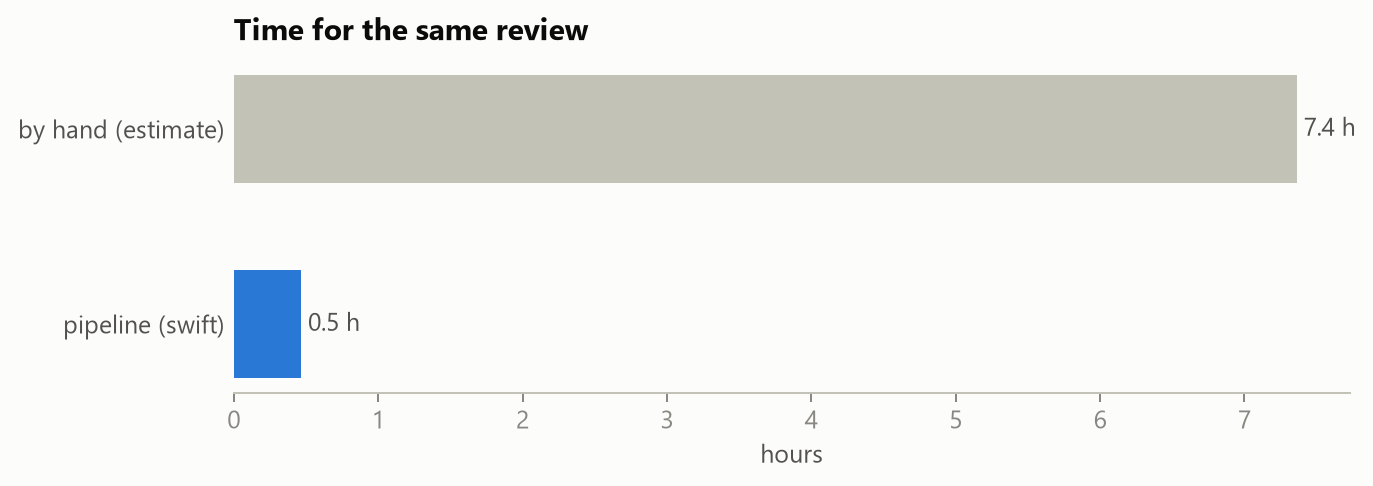 Time for the same review
by hand (estimate)
7.4 h
pipeline (swift)
0.5 h
0 1 2 3 4 5 6 7
hours